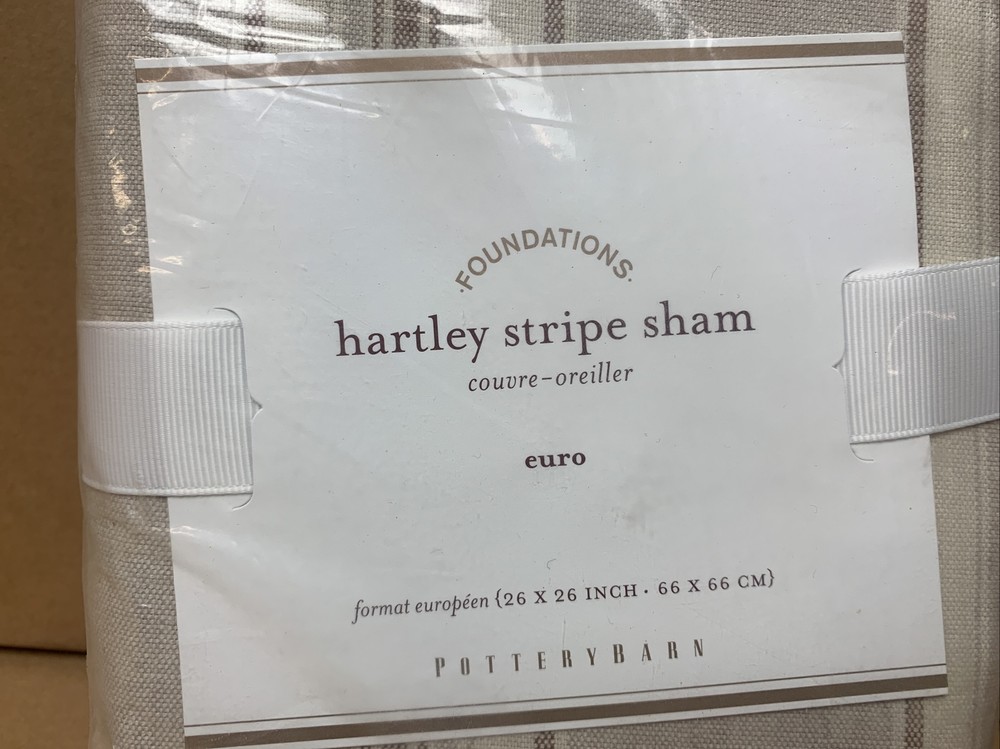 ·FOUNDATIONS·
hartley stripe sham
couvre-oreiller
euro
format européen {26 X 26 INCH · 66 X 66 CM}
POTTERYBARN